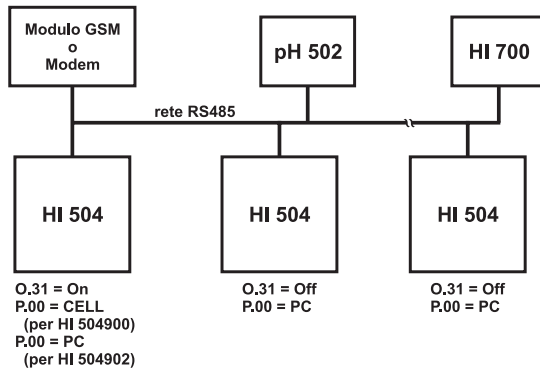 Modulo GSM
o
Modem
pH 502
HI 700
rete RS485
HI 504
HI 504
HI 504
O.31 = On
P.00 = CELL
(per HI 504900)
P.00 = PC
(per HI 504902)
O.31 = Off
P.00 = PC
O.31 = Off
P.00 = PC